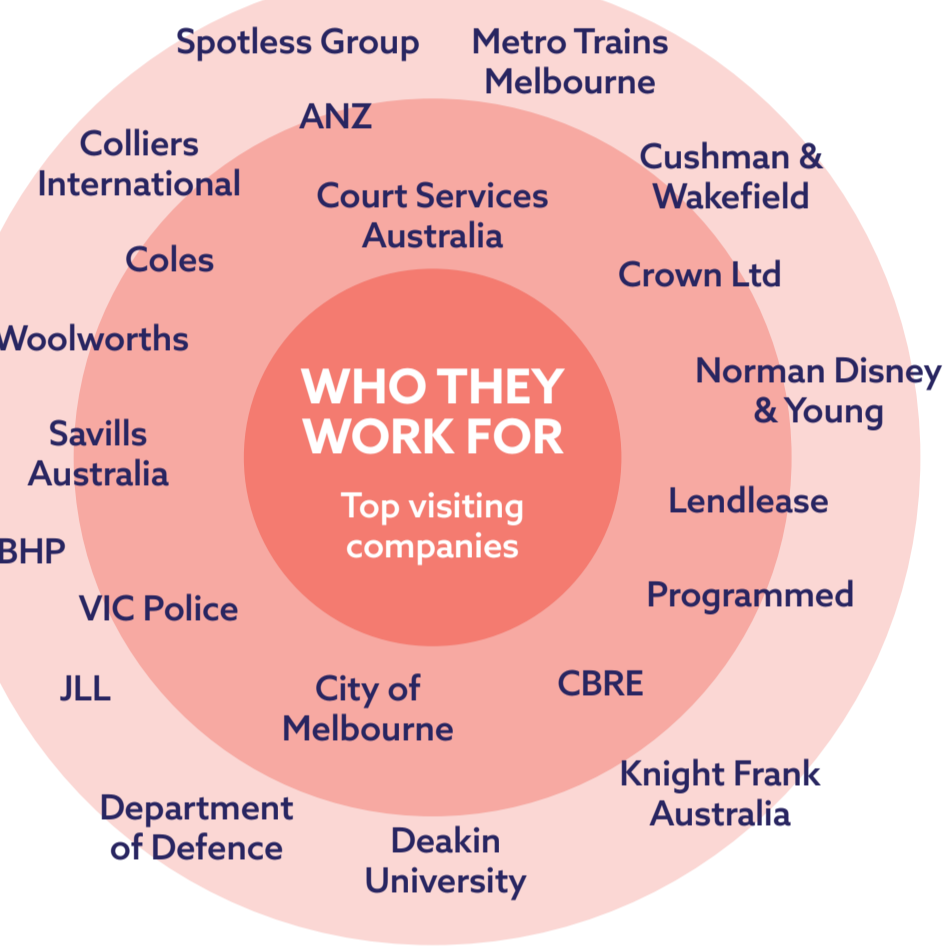 Spotless Group
Metro Trains
Melbourne
ANZ
Colliers
International
Cushman &
Wakefield
Court Services
Australia
Coles
Crown Ltd
Woolworths
WHO THEY
WORK FOR
Top visiting
companies
Norman Disney
& Young
Savills
Australia
Lendlease
BHP
VIC Police
Programmed
JLL
City of
Melbourne
CBRE
Knight Frank
Australia
Department
of Defence
Deakin
University